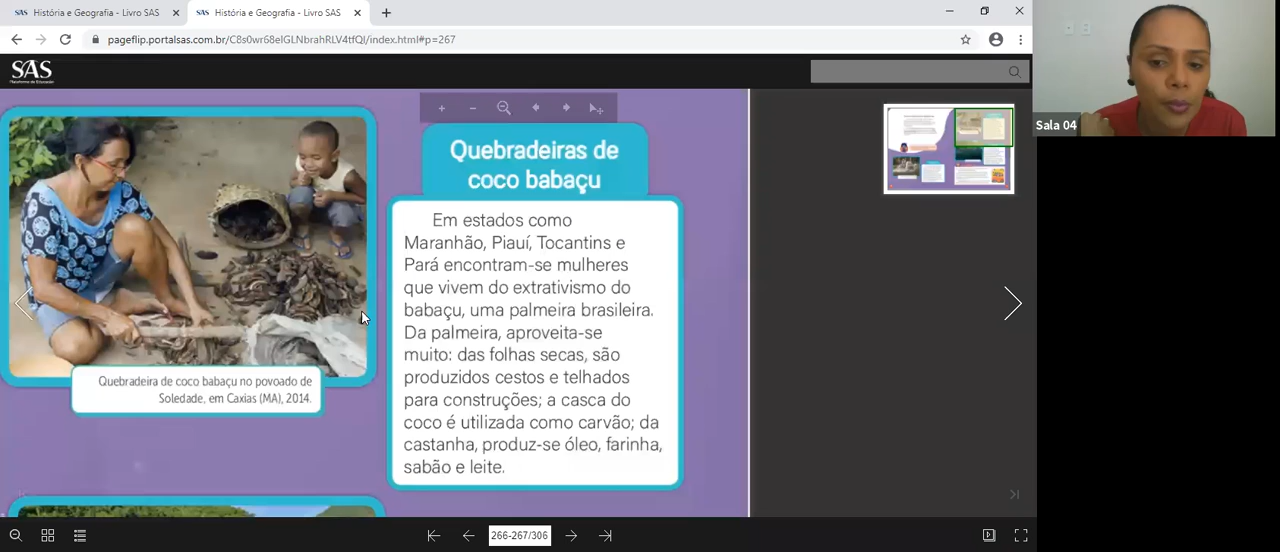 História e Geografia - Livro SAS
História e Geografia - Livro SAS
pageflip.portalsas.com.br/C8s0wr68elGLNbrahRLV4tfQl/index.html#p=267
SAS
Plataforma de Educação
Sala 04
Quebradeiras de
coco babaçu
Em estados como
Maranhão, Piauí, Tocantins e
Pará encontram-se mulheres
que vivem do extrativismo do
babaçu, uma palmeira brasileira.
Da palmeira, aproveita-se
muito: das folhas secas, são
produzidos cestos e telhados
para construções; a casca do
coco é utilizada como carvão; da
castanha, produz-se óleo, farinha,
sabão e leite.
Quebradeira de coco babaçu no povoado de
Soledade, em Caxias (MA), 2014.
266-267/306